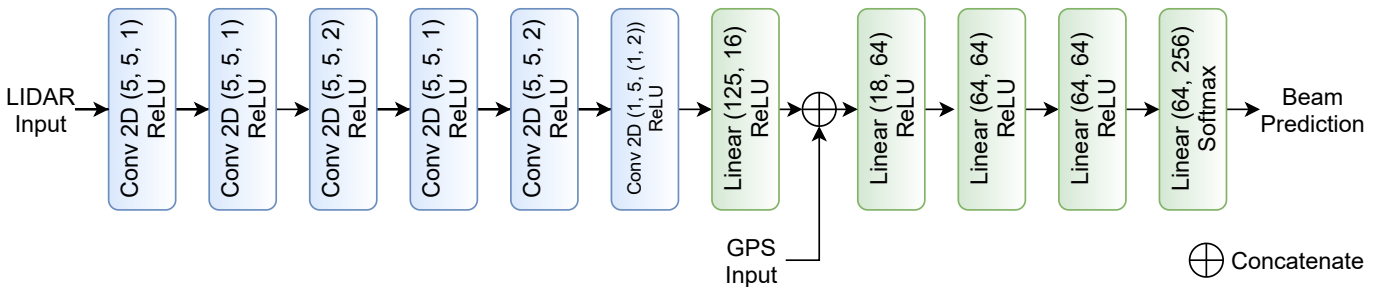 LIDAR
Input
Conv 2D (5, 5, 1)
ReLU
Conv 2D (5, 5, 1)
ReLU
Conv 2D (5, 5, 2)
ReLU
Conv 2D (5, 5, 1)
ReLU
Conv 2D (5, 5, 2)
ReLU
Conv 2D (1, 5, (1, 2))
ReLU
Linear (125, 16)
ReLU
GPS
Input
Linear (18, 64)
ReLU
Linear (64, 64)
ReLU
Linear (64, 64)
ReLU
Linear (64, 256)
Softmax
Beam
Prediction
Concatenate